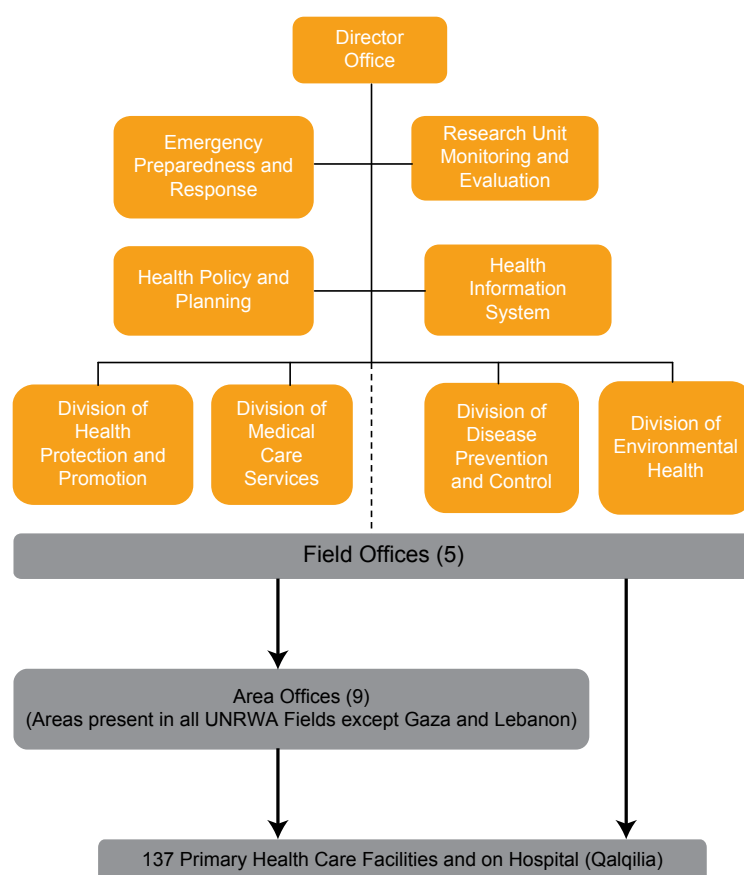 Director
Office
Emergency
Preparedness and
Response
Research Unit
Monitoring and
Evaluation
Health Policy and
Planning
Health
Information
System
Division of
Health
Protection and
Promotion
Division of
Medical
Care
Services
Division of
Disease
Prevention
and Control
Division of
Environmental
Health
Field Offices (5)
Area Offices (9)
(Areas present in all UNRWA Fields except Gaza and Lebanon)
137 Primary Health Care Facilities and on Hospital (Qalqilia)